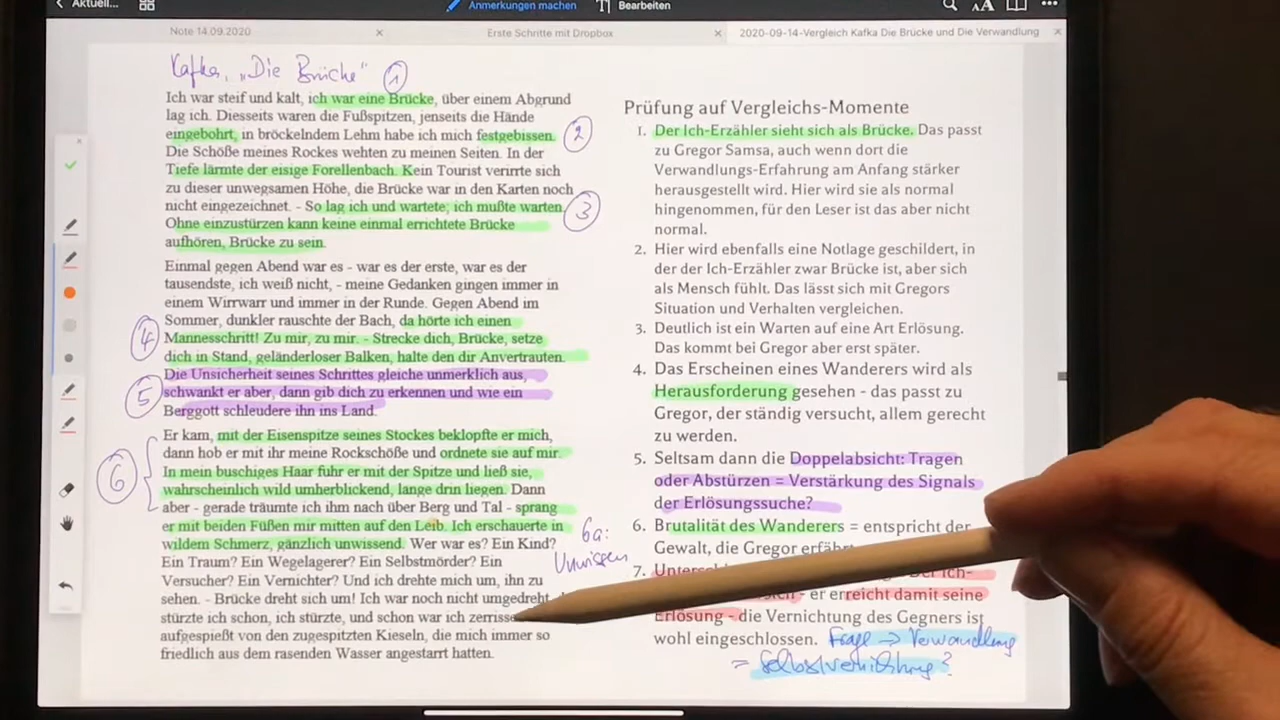 Aktuell...
Anmerkungen machen
Bearbeiten
AA
Note 14.09.2020
Erste Schritte mit Dropbox
2020-09-14-Vergleich Kafka Die Brücke und Die Verwandlung
Kafka, „Die Brücke" 1
Ich war steif und kalt, ich war eine Brücke, über einem Abgrund
lag ich. Diesseits waren die Fußspitzen, jenseits die Hände
eingebohrt, in bröckelndem Lehm habe ich mich festgebissen.
2
Die Schöße meines Rockes wehten zu meinen Seiten. In der
Tiefe lärmte der eisige Forellenbach. Kein Tourist verirrte sich
zu dieser unwegsamen Höhe, die Brücke war in den Karten noch
nicht eingezeichnet. - So lag ich und wartete; ich mußte warten.
3
Ohne einzustürzen kann keine einmal errichtete Brücke
aufhören, Brücke zu sein.
Einmal gegen Abend war es - war es der erste, war es der
tausendste, ich weiß nicht, - meine Gedanken gingen immer in
einem Wirrwarr und immer in der Runde. Gegen Abend im
Sommer, dunkler rauschte der Bach, da hörte ich einen
4
Mannesschritt! Zu mir, zu mir. - Strecke dich, Brücke, setze
dich in Stand, geländerloser Balken, halte den dir Anvertrauten.
Die Unsicherheit seines Schrittes gleiche unmerklich aus,
5
schwankt er aber, dann gib dich zu erkennen und wie ein
Berggott schleudere ihn ins Land.
Er kam, mit der Eisenspitze seines Stockes beklopfte er mich,
dann hob er mit ihr meine Rockschöße und ordnete sie auf mir.
6
In mein buschiges Haar fuhr er mit der Spitze und ließ sie,
wahrscheinlich wild umherblickend, lange drin liegen. Dann
aber - gerade träumte ich ihm nach über Berg und Tal - sprang
er mit beiden Füßen mir mitten auf den Leib. Ich erschauerte in
wildem Schmerz, gänzlich unwissend. Wer war es? Ein Kind?
6a:
Unwissen
Ein Traum? Ein Wegelagerer? Ein Selbstmörder? Ein
Versucher? Ein Vernichter? Und ich drehte mich um, ihn zu
sehen. - Brücke dreht sich um! Ich war noch nicht umgedreht,
stürzte ich schon, ich stürzte, und schon war ich
aufgespießt von den zugespitzten Kieseln, die mich immer so
friedlich aus dem rasenden Wasser angestarrt hatten.
Prüfung auf Vergleichs-Momente
1. Der Ich-Erzähler sieht sich als Brücke. Das passt
zu Gregor Samsa, auch wenn dort die
Verwandlungs-Erfahrung am Anfang stärker
herausgestellt wird. Hier wird sie als normal
hingenommen, für den Leser ist das aber nicht
normal.
2. Hier wird ebenfalls eine Notlage geschildert, in
der der Ich-Erzähler zwar Brücke ist, aber sich
als Mensch fühlt. Das lässt sich mit Gregors
Situation und Verhalten vergleichen.
3. Deutlich ist ein Warten auf eine Art Erlösung.
Das kommt bei Gregor aber erst später.
4. Das Erscheinen eines Wanderers wird als
Herausforderung gesehen - das passt zu
Gregor, der ständig versucht, allem gerecht
zu werden.
5. Seltsam dann die Doppelabsicht: Tragen
oder Abstürzen = Verstärkung des Signals
der Erlösungssuche?
6. Brutalität des Wanderers = entspricht der
Gewalt, die Gregor
7. Der Ich-
er erreicht damit seine
Erlösung - die Vernichtung des Gegners ist
wohl eingeschlossen. Frage → Verwandlung
= Selbstvernichtung?